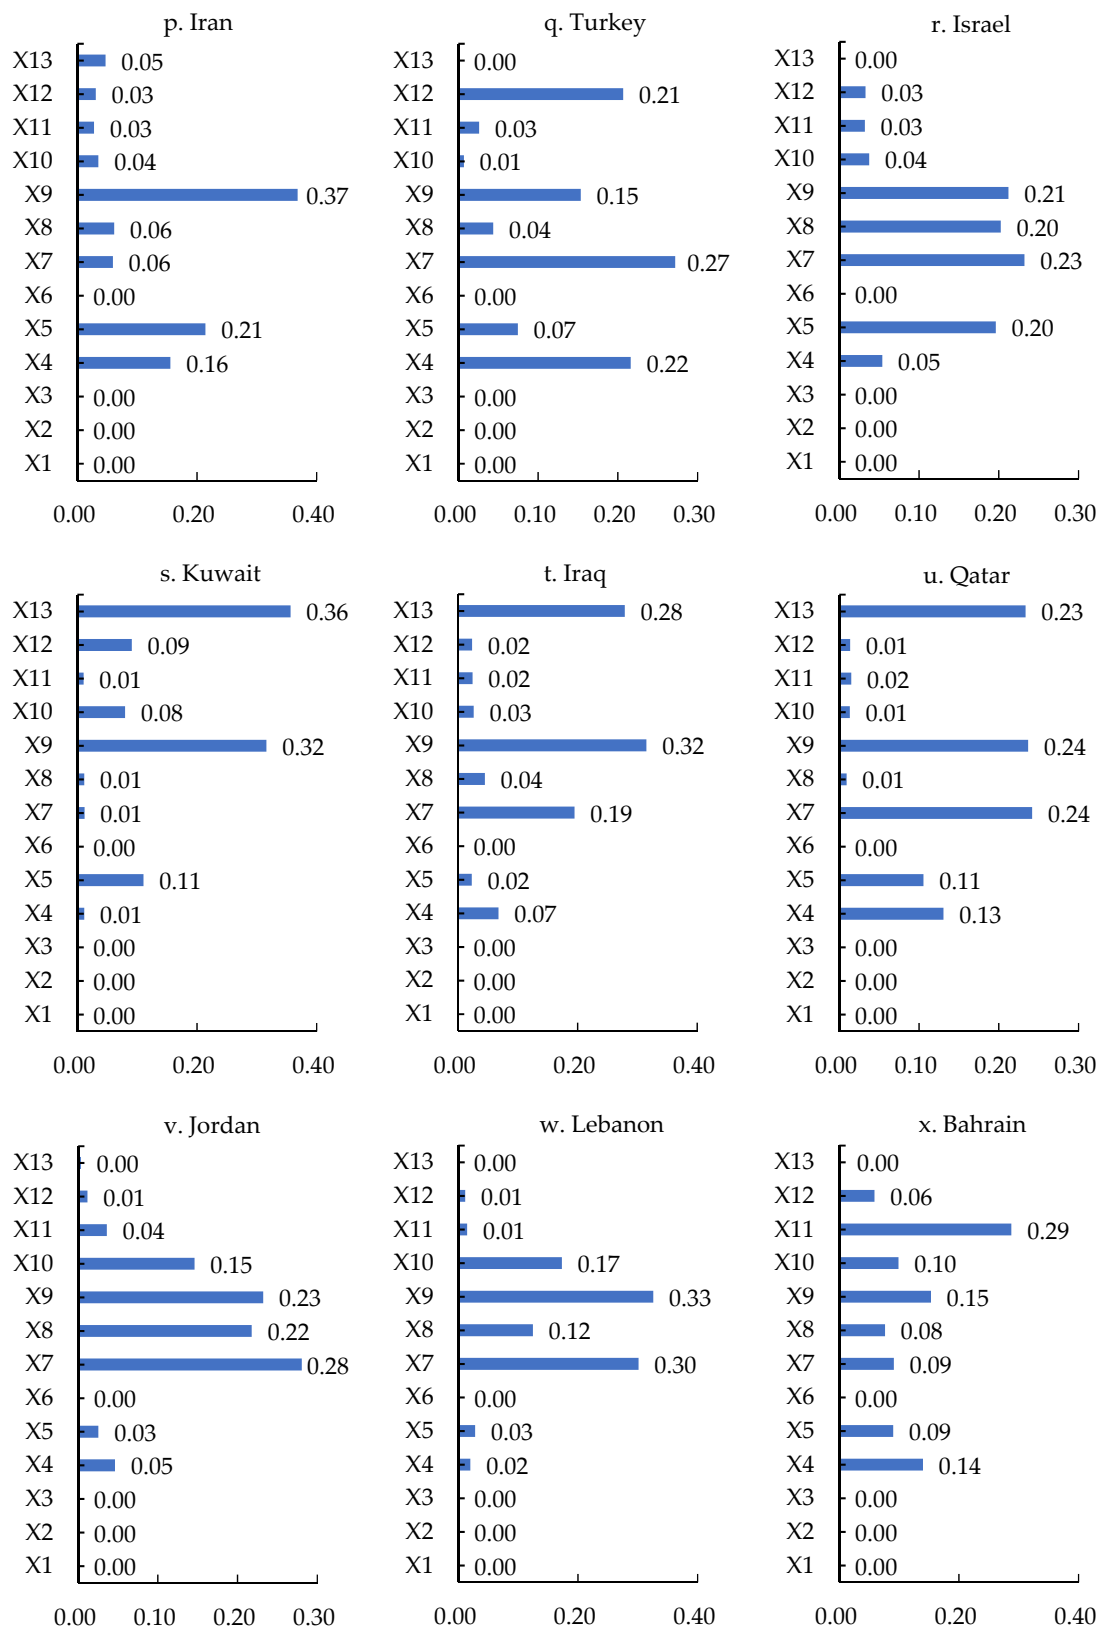 p. Iran
X13 0.05
X12 0.03
X11 0.03
X10 0.04
X9 0.37
X8 0.06
X7 0.06
X6 0.00
X5 0.21
X4 0.16
X3 0.00
X2 0.00
X1 0.00
0.00 0.20 0.40
q. Turkey
X13 0.00
X12 0.21
X11 0.03
X10 0.01
X9 0.15
X8 0.04
X7 0.27
X6 0.00
X5 0.07
X4 0.22
X3 0.00
X2 0.00
X1 0.00
0.00 0.10 0.20 0.30
r. Israel
X13 0.00
X12 0.03
X11 0.03
X10 0.04
X9 0.21
X8 0.20
X7 0.23
X6 0.00
X5 0.20
X4 0.05
X3 0.00
X2 0.00
X1 0.00
0.00 0.10 0.20 0.30
s. Kuwait
X13 0.36
X12 0.09
X11 0.01
X10 0.08
X9 0.32
X8 0.01
X7 0.01
X6 0.00
X5 0.11
X4 0.01
X3 0.00
X2 0.00
X1 0.00
0.00 0.20 0.40
t. Iraq
X13 0.28
X12 0.02
X11 0.02
X10 0.03
X9 0.32
X8 0.04
X7 0.19
X6 0.00
X5 0.02
X4 0.07
X3 0.00
X2 0.00
X1 0.00
0.00 0.20 0.40
u. Qatar
X13 0.23
X12 0.01
X11 0.02
X10 0.01
X9 0.24
X8 0.01
X7 0.24
X6 0.00
X5 0.11
X4 0.13
X3 0.00
X2 0.00
X1 0.00
0.00 0.10 0.20 0.30
v. Jordan
X13 0.00
X12 0.01
X11 0.04
X10 0.15
X9 0.23
X8 0.22
X7 0.28
X6 0.00
X5 0.03
X4 0.05
X3 0.00
X2 0.00
X1 0.00
0.00 0.10 0.20 0.30
w. Lebanon
X13 0.00
X12 0.01
X11 0.01
X10 0.17
X9 0.33
X8 0.12
X7 0.30
X6 0.00
X5 0.03
X4 0.02
X3 0.00
X2 0.00
X1 0.00
0.00 0.20 0.40
x. Bahrain
X13 0.00
X12 0.06
X11 0.29
X10 0.10
X9 0.15
X8 0.08
X7 0.09
X6 0.00
X5 0.09
X4 0.14
X3 0.00
X2 0.00
X1 0.00
0.00 0.20 0.40